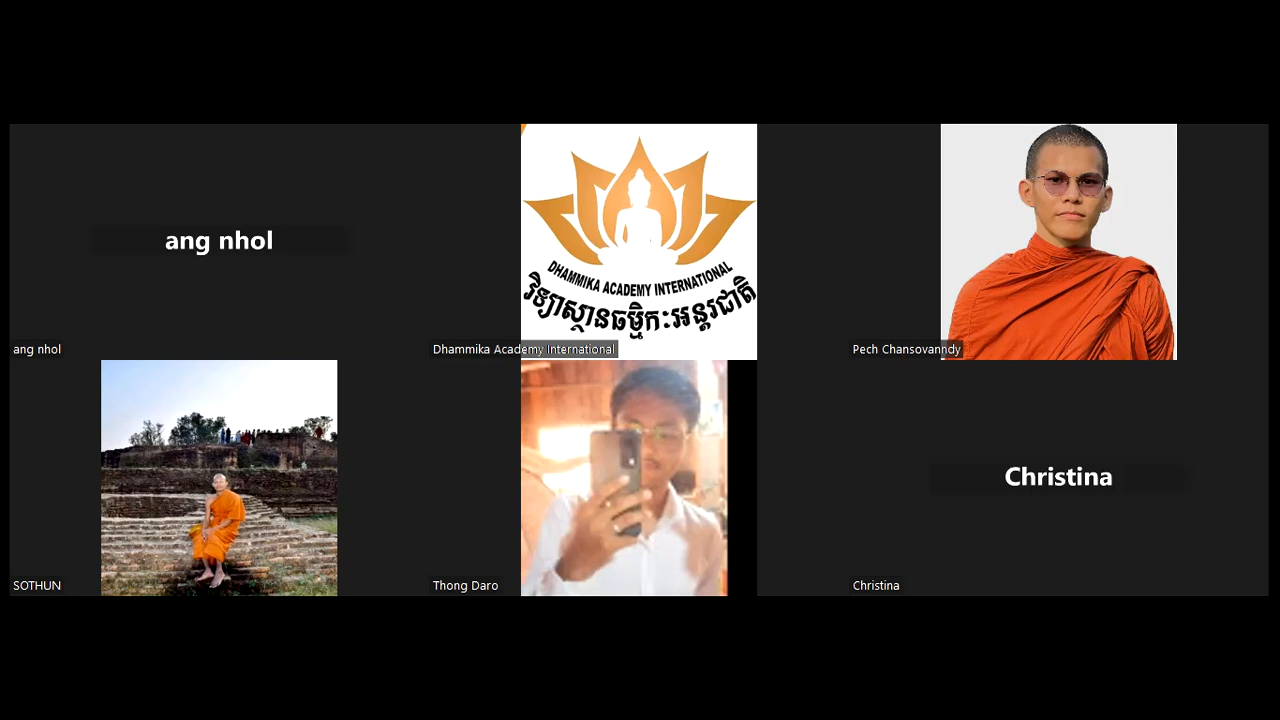 ang nhol
ang nhol
DHAMMIKA ACADEMY INTERNATIONAL
វិទ្យាស្ថានធម្មិកៈអន្តរជាតិ
Dhammika Academy International
Pech Chansovanndy
SOTHUN
Thong Daro
Christina
Christina